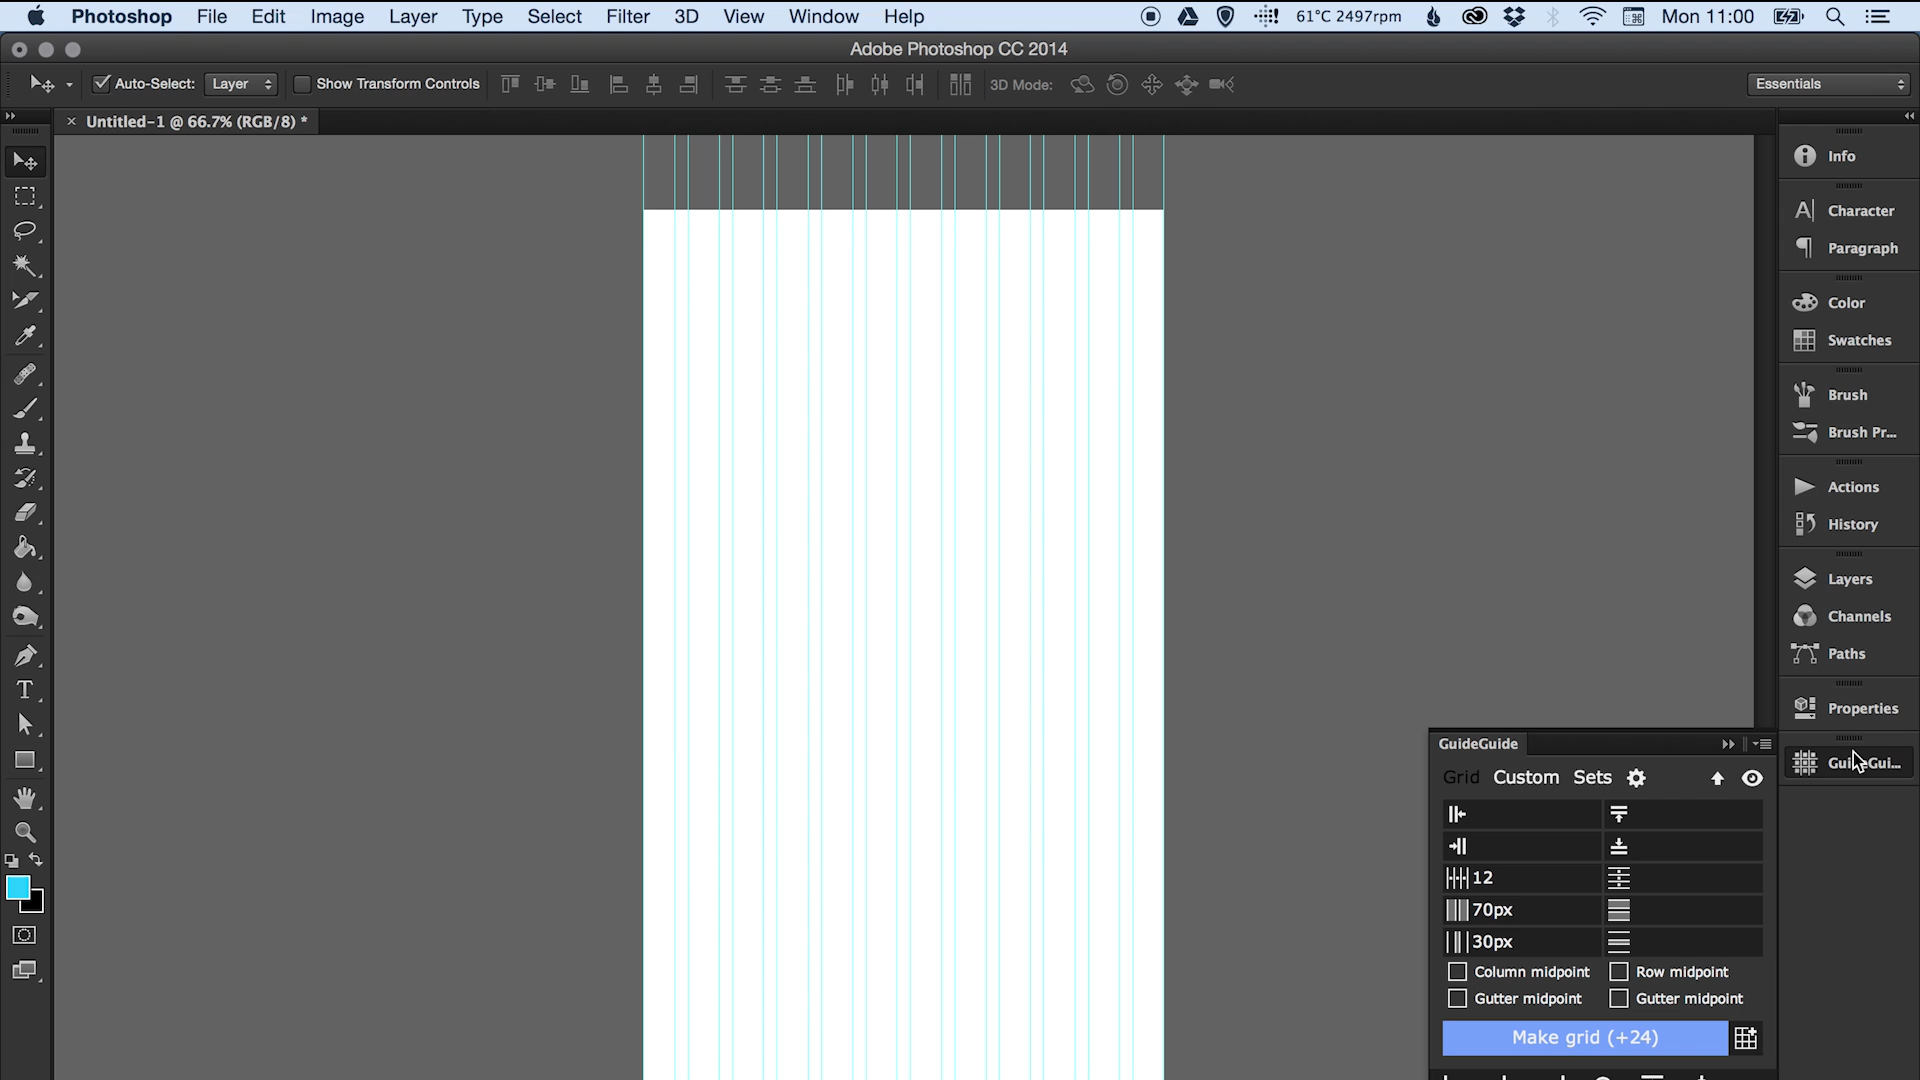 Photoshop File Edit Image Layer Type Select Filter 3D View Window Help 61°C 2497rpm Mon 11:00
Adobe Photoshop CC 2014
Auto-Select: Layer Show Transform Controls 3D Mode: Essentials
Untitled-1 @ 66.7% (RGB/8) *
Info
Character
Paragraph
Color
Swatches
Brush
Brush Pr...
Actions
History
Layers
Channels
Paths
Properties
GuideGui...
GuideGuide
Grid Custom Sets
12
70px
30px
Column midpoint Row midpoint
Gutter midpoint Gutter midpoint
Make grid (+24)